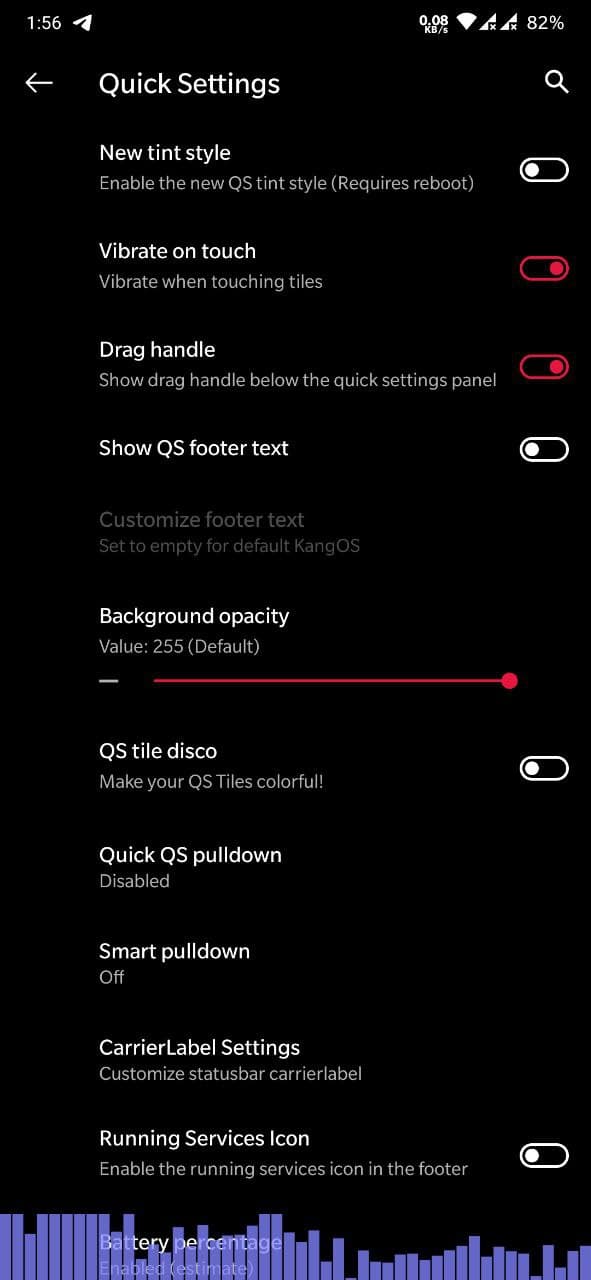 1:56 0.08 KB/s 82%
Quick Settings
New tint style
Enable the new QS tint style (Requires reboot)
Vibrate on touch
Vibrate when touching tiles
Drag handle
Show drag handle below the quick settings panel
Show QS footer text
Customize footer text
Set to empty for default KangOS
Background opacity
Value: 255 (Default)
QS tile disco
Make your QS Tiles colorful!
Quick QS pulldown
Disabled
Smart pulldown
Off
CarrierLabel Settings
Customize statusbar carrierlabel
Running Services Icon
Enable the running services icon in the footer
Battery percentage
Enabled (estimate)